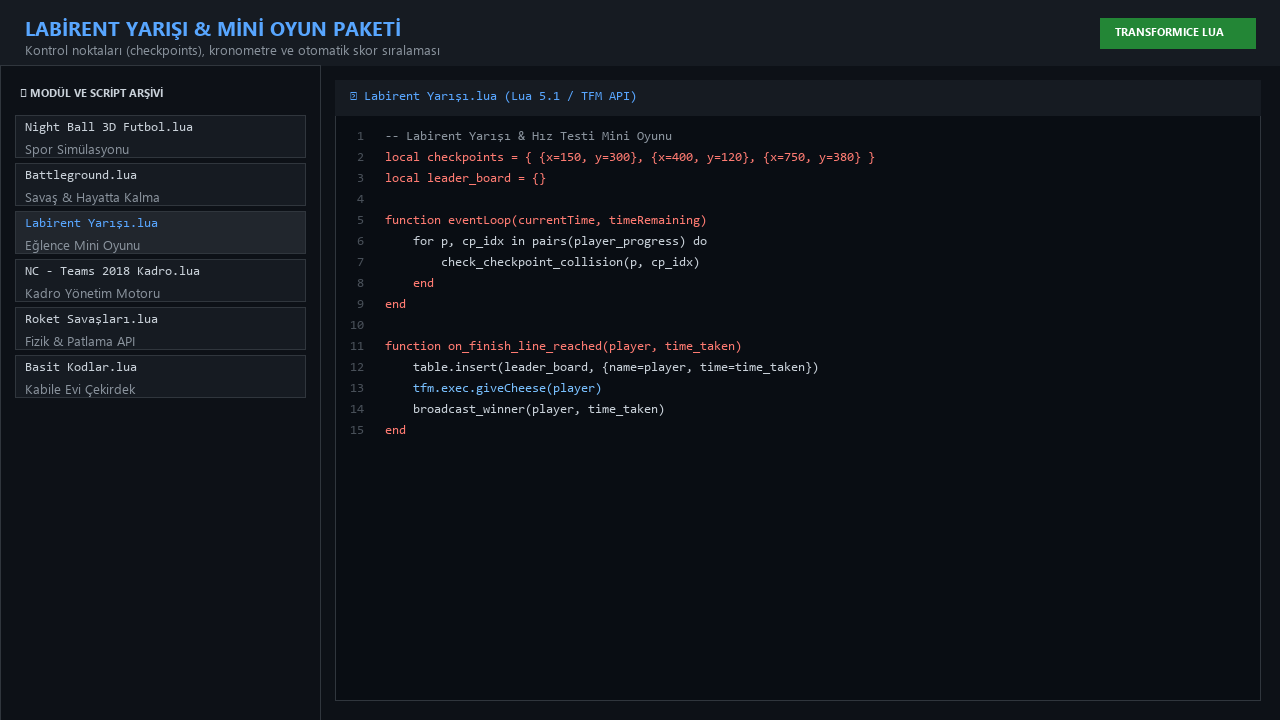 LABİRENT YARIŞI & MİNİ OYUN PAKETİ
Kontrol noktaları (checkpoints), kronometre ve otomatik skor sıralaması
TRANSFORMICE LUA
MODÜL VE SCRİPT ARŞİVİ
Night Ball 3D Futbol.lua
Spor Simülasyonu
Battleground.lua
Savaş & Hayatta Kalma
Labirent Yarışı.lua
Eğlence Mini Oyunu
NC - Teams 2018 Kadro.lua
Kadro Yönetim Motoru
Roket Savaşları.lua
Fizik & Patlama API
Basit Kodlar.lua
Kabile Evi Çekirdek
Labirent Yarışı.lua (Lua 5.1 / TFM API)
1 -- Labirent Yarışı & Hız Testi Mini Oyunu
2 local checkpoints = { {x=150, y=300}, {x=400, y=120}, {x=750, y=380} }
3 local leader_board = {}
4
5 function eventLoop(currentTime, timeRemaining)
6     for p, cp_idx in pairs(player_progress) do
7         check_checkpoint_collision(p, cp_idx)
8     end
9 end
10
11 function on_finish_line_reached(player, time_taken)
12     table.insert(leader_board, {name=player, time=time_taken})
13     tfm.exec.giveCheese(player)
14     broadcast_winner(player, time_taken)
15 end